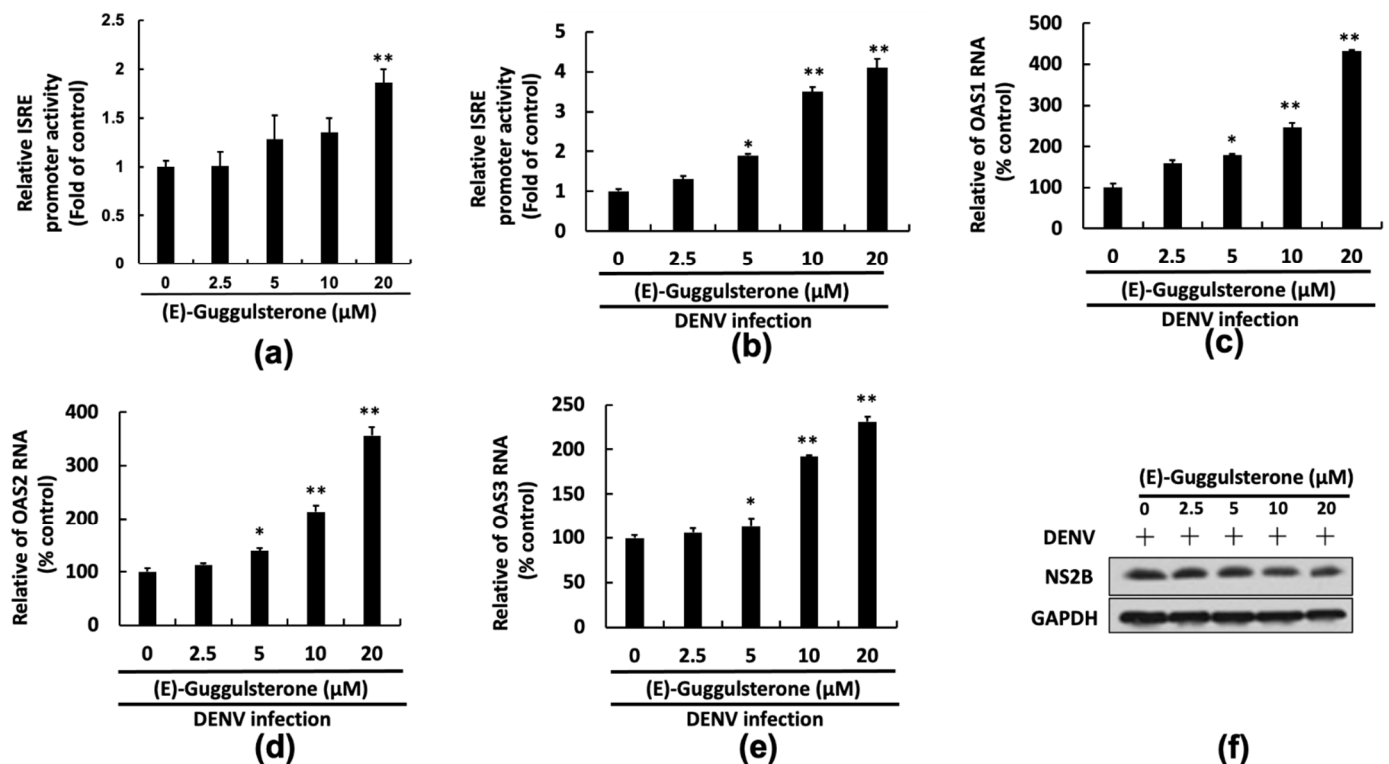 Relative ISRE
promoter activity
(Fold of control)
2.5
2
1.5
1
0.5
0
**
0 2.5 5 10 20
(E)-Guggulsterone (μM)
(a)
Relative ISRE
promoter activity
(Fold of control)
5
4
3
2
1
0
* ** **
0 2.5 5 10 20
(E)-Guggulsterone (μM)
DENV infection
(b)
Relative of OAS1 RNA
(% control)
500
400
300
200
100
0
* ** **
0 2.5 5 10 20
(E)-Guggulsterone (μM)
DENV infection
(c)
Relative of OAS2 RNA
(% control)
400
300
200
100
0
* ** **
0 2.5 5 10 20
(E)-Guggulsterone (μM)
DENV infection
(d)
Relative of OAS3 RNA
(% control)
250
200
150
100
50
0
* ** **
0 2.5 5 10 20
(E)-Guggulsterone (μM)
DENV infection
(e)
(E)-Guggulsterone (μM)
0 2.5 5 10 20
DENV + + + + +
NS2B
GAPDH
(f)